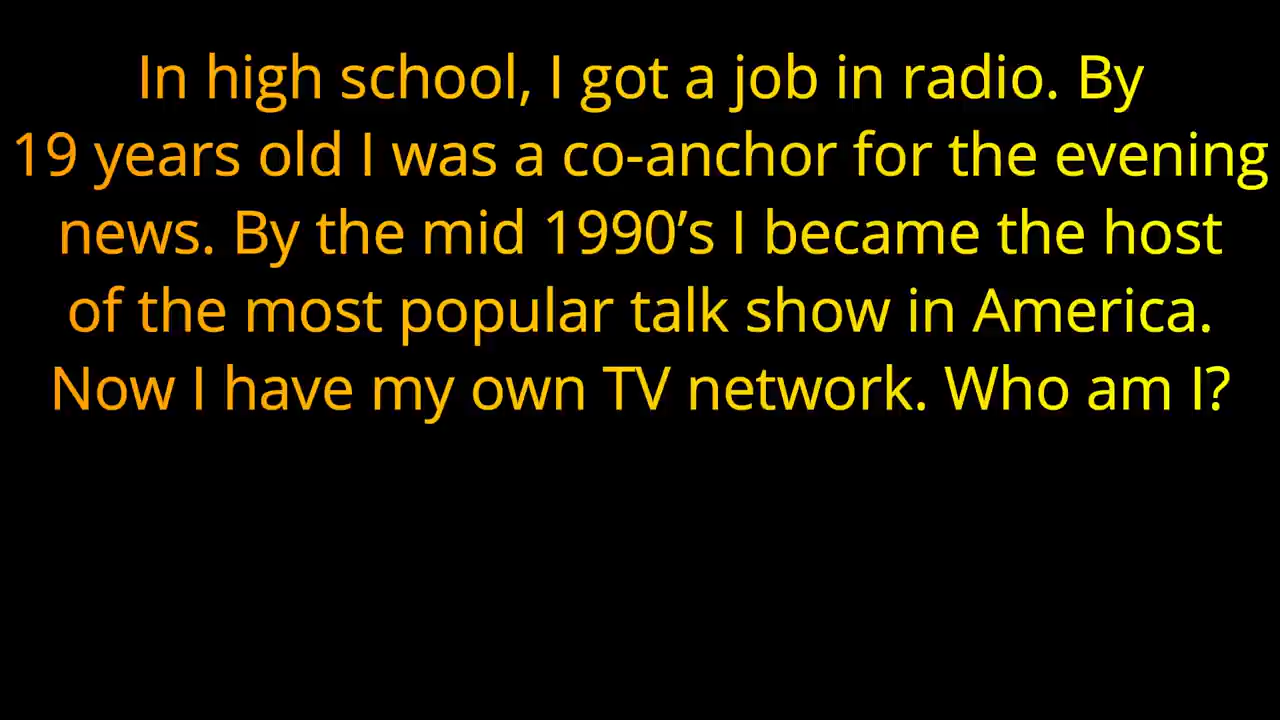 In high school, I got a job in radio. By
19 years old I was a co-anchor for the evening
news. By the mid 1990’s I became the host
of the most popular talk show in America.
Now I have my own TV network. Who am I?